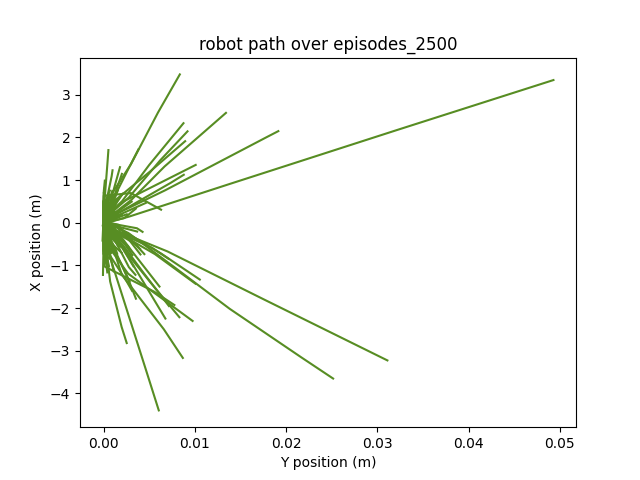 robot path over episodes_2500
3
2
1
0
−1
−2
−3
−4
X position (m)
0.00 0.01 0.02 0.03 0.04 0.05
Y position (m)